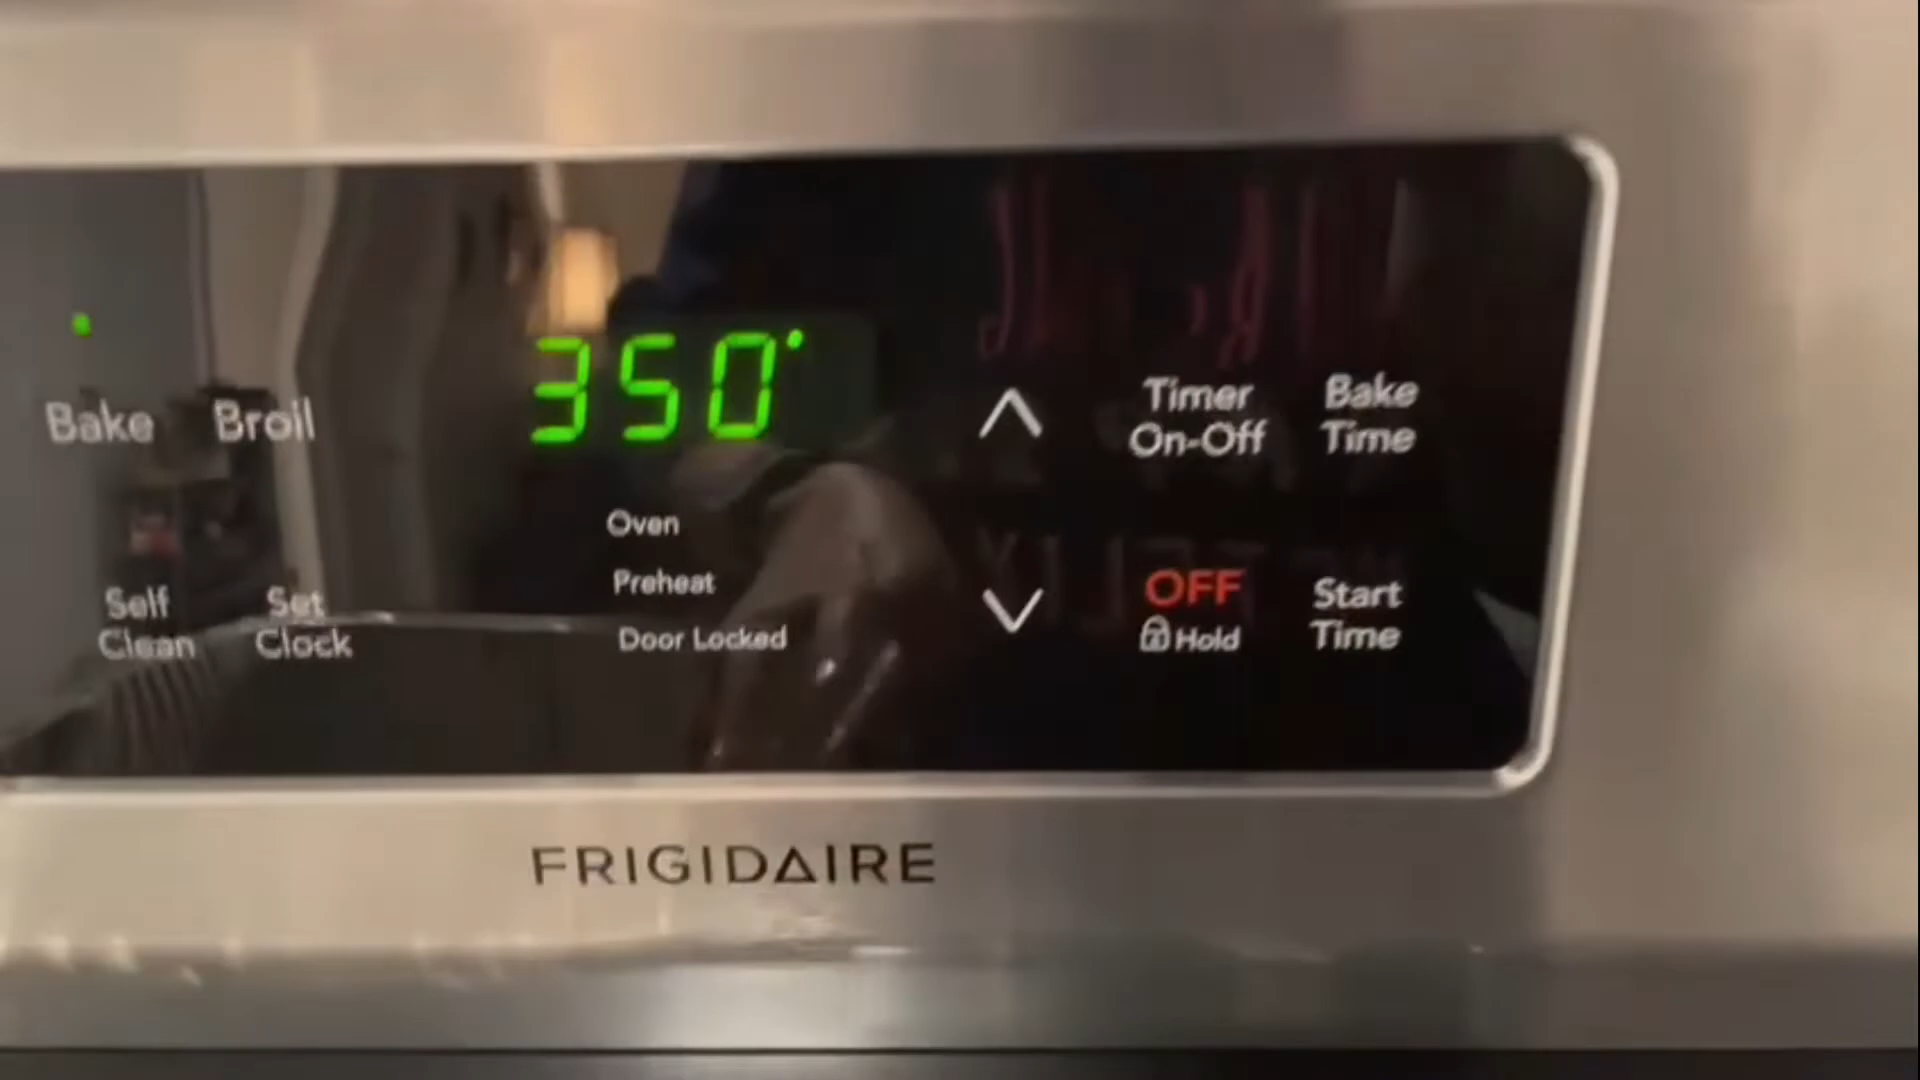 350°
Bake
Broil
Timer
On-Off
Bake
Time
Oven
Preheat
Door Locked
Self
Clean
Set
Clock
OFF
Hold
Start
Time
FRIGIDAIRE